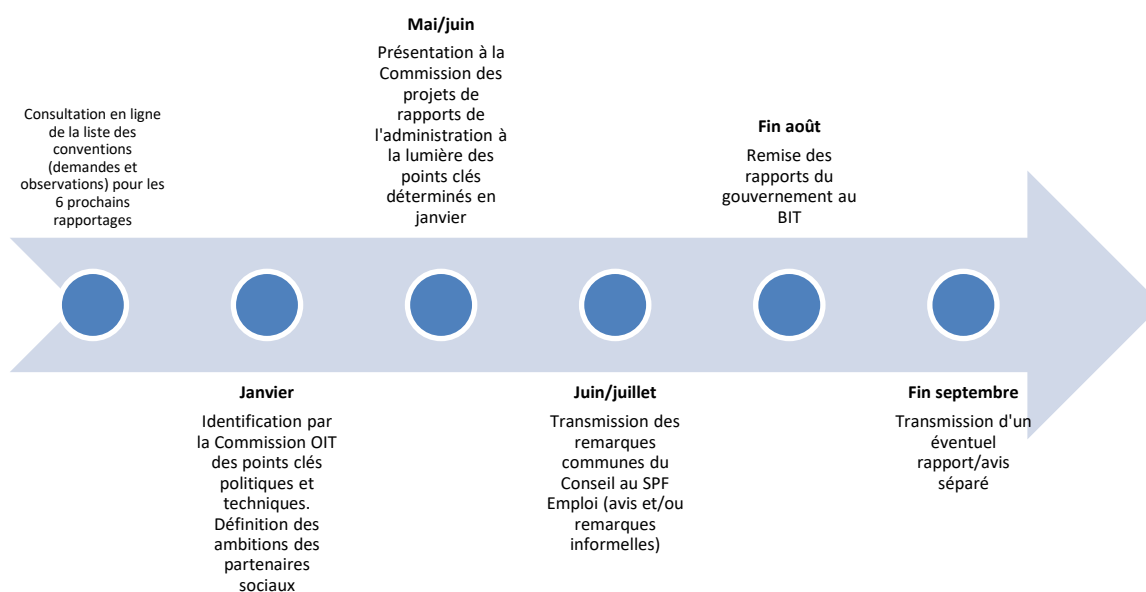 Consultation en ligne
de la liste des
conventions
(demandes et
observations) pour les
6 prochains
rapportages
Janvier
Identification par
la Commission OIT
des points clés
politiques et
techniques.
Définition des
ambitions des
partenaires
sociaux
Mai/juin
Présentation à la
Commission des
projets de
rapports de
l'administration à
la lumière des
points clés
déterminés en
janvier
Juin/juillet
Transmission des
remarques
communes du
Conseil au SPF
Emploi (avis et/ou
remarques
informelles)
Fin août
Remise des
rapports du
gouvernement au
BIT
Fin septembre
Transmission d'un
éventuel
rapport/avis
séparé